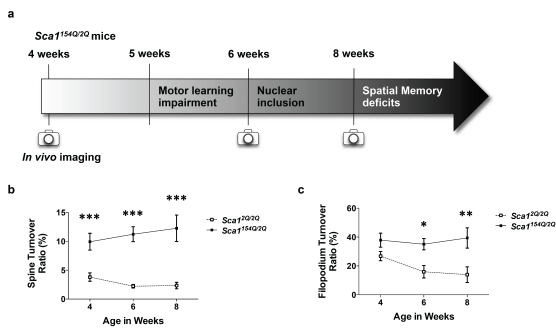 a
Sca1154Q/2Q mice
4 weeks 5 weeks 6 weeks 8 weeks
Motor learning impairment
Nuclear inclusion
Spatial Memory deficits
In vivo imaging
b
Spine Turnover Ratio (%)
15
10
5
0
*** *** ***
4 6 8
Age in Weeks
Sca12Q/2Q
Sca1154Q/2Q
c
Filopodium Turnover Ratio (%)
60
40
20
0
* **
4 6 8
Age in Weeks
Sca12Q/2Q
Sca1154Q/2Q